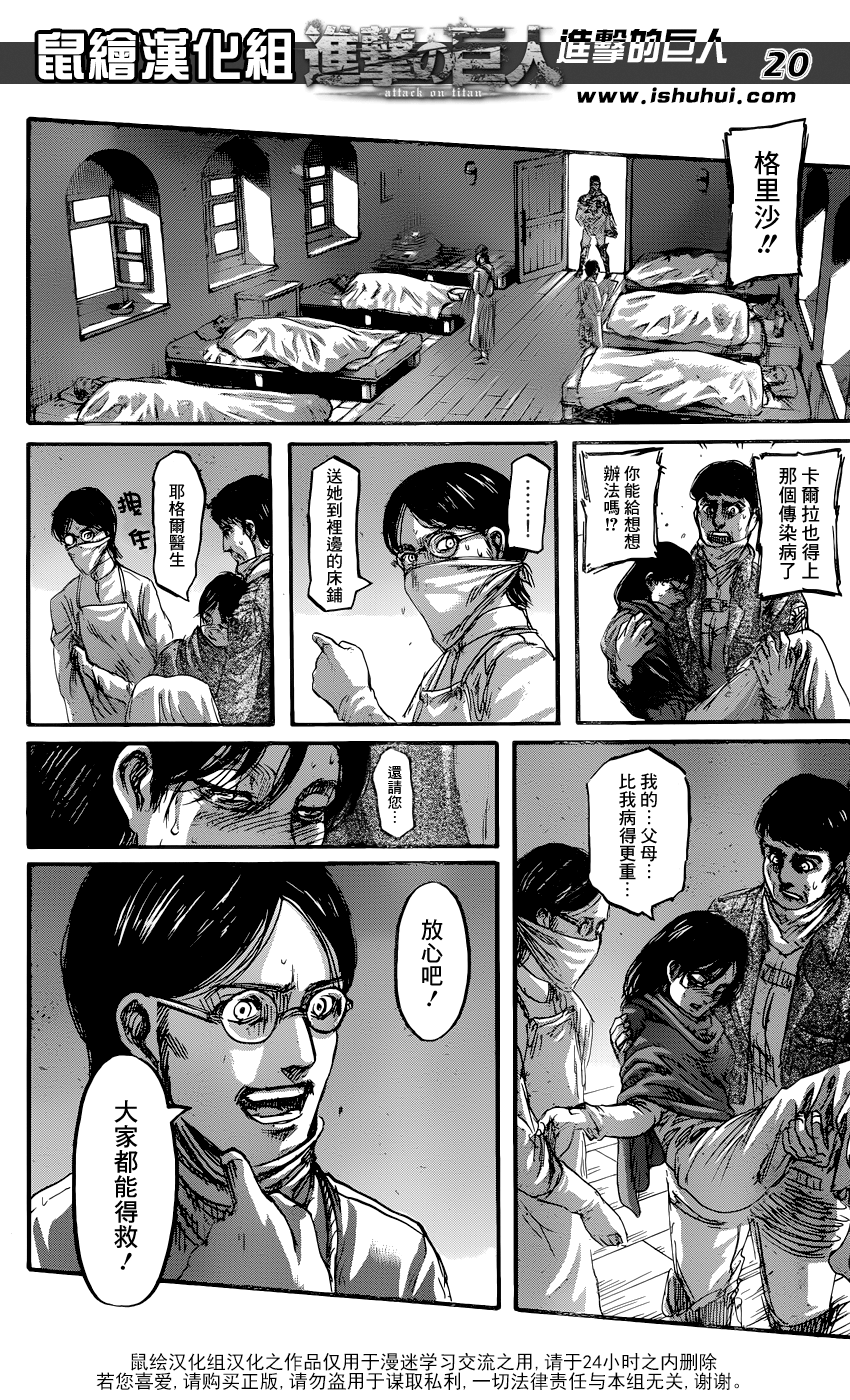 鼠繪漢化組
進撃の巨人
attack on titan
進撃的巨人
20
www.ishuhui.com
格里沙!!
卡爾拉也得上
那個傳染病了
你能給想想
辦法嗎!?
……!
送她到裡邊的床鋪
耶格爾醫生
我的…父母…
比我病得更重…
還請您…
放心吧!
大家都能得救!
鼠绘汉化组汉化之作品仅用于漫迷学习交流之用, 请于24小时之内删除
若您喜爱, 请购买正版, 请勿盗用于谋取私利, 一切法律责任与本组无关, 谢谢。